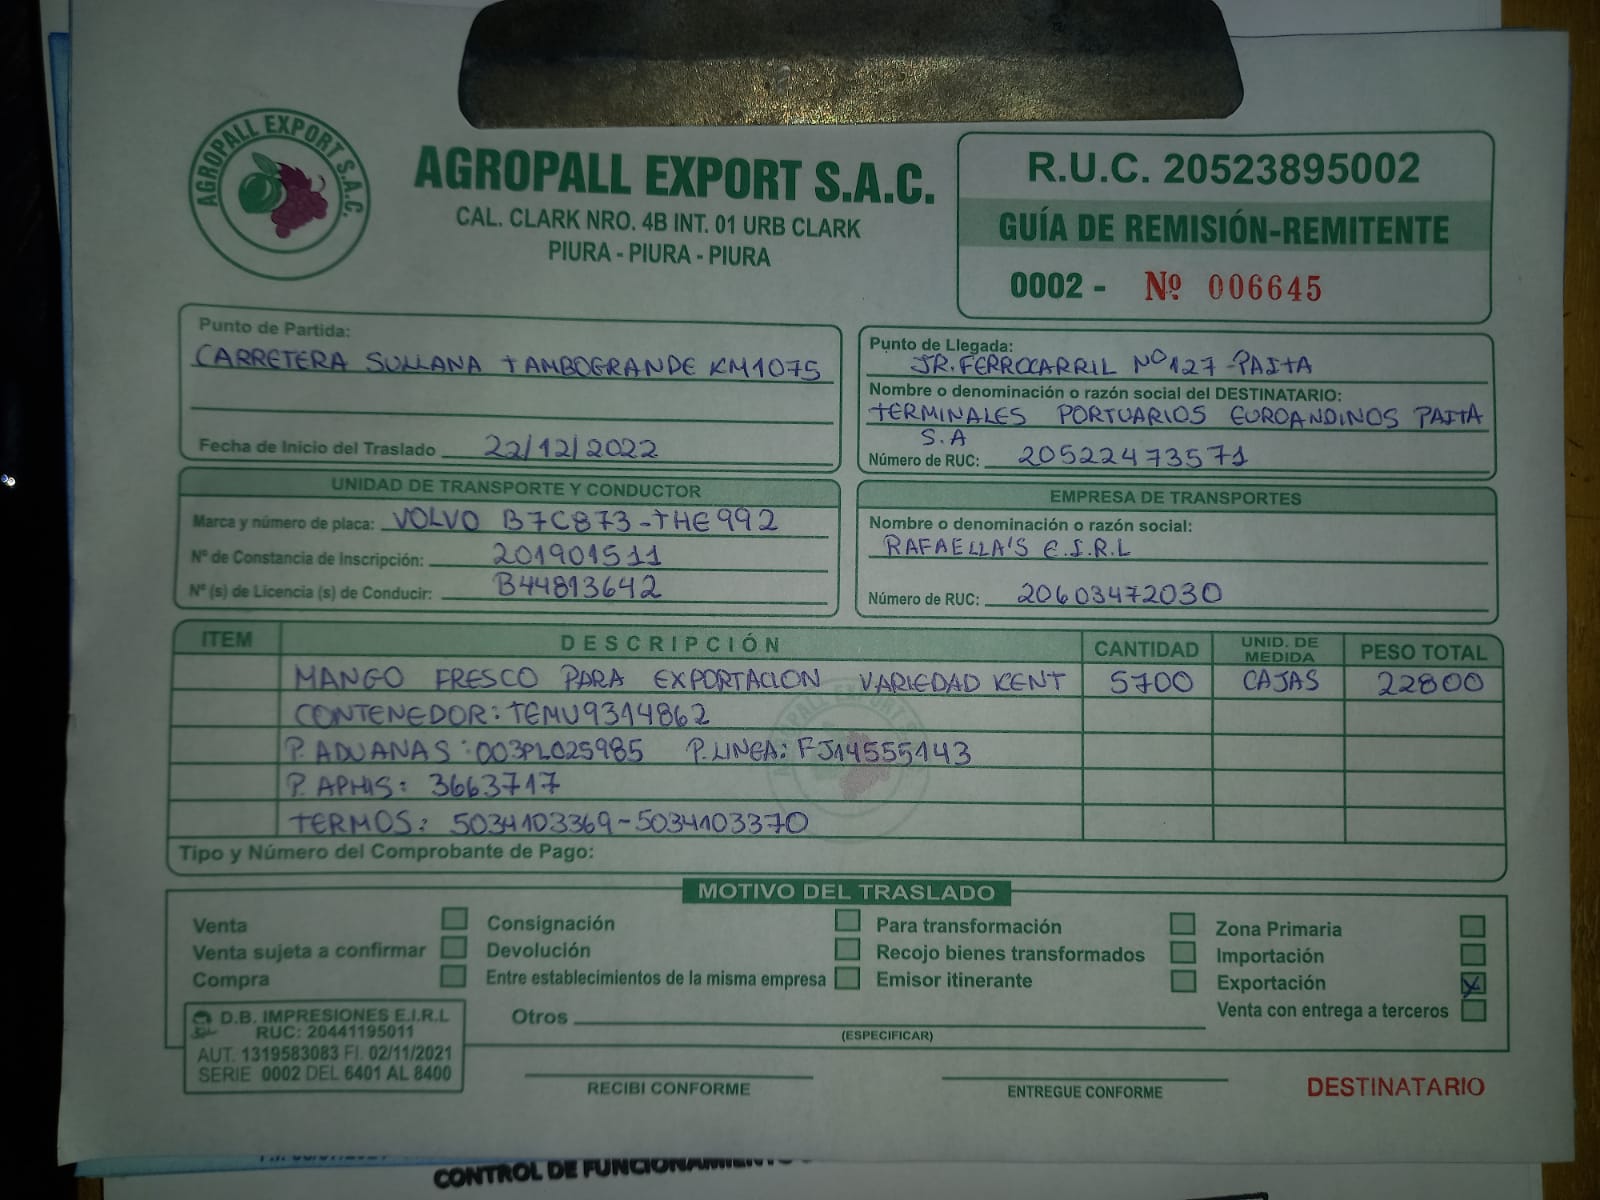 AGROPALL EXPORT S.A.C.
AGROPALL EXPORT S.A.C.
CAL. CLARK NRO. 4B INT. 01 URB CLARK
PIURA - PIURA - PIURA
R.U.C. 20523895002
GUÍA DE REMISIÓN-REMITENTE
0002 - Nº 006645
Punto de Partida:
CARRETERA SULLANA TAMBOGRANDE KM1075
Fecha de Inicio del Traslado 22/12/2022
Punto de Llegada:
JR. FERROCARRIL Nº127 - PAITA
Nombre o denominación o razón social del DESTINATARIO:
TERMINALES PORTUARIOS EUROANDINOS PAITA
S.A
Número de RUC: 20522473571
UNIDAD DE TRANSPORTE Y CONDUCTOR
Marca y número de placa: VOLVO B7C873-THE992
Nº de Constancia de Inscripción: 201901511
Nº (s) de Licencia (s) de Conducir: B44813642
EMPRESA DE TRANSPORTES
Nombre o denominación o razón social:
RAFAELLA'S E.I.R.L
Número de RUC: 20603472030
ITEM DESCRIPCIÓN CANTIDAD UNID. DE MEDIDA PESO TOTAL
MANGO FRESCO PARA EXPORTACION VARIEDAD KENT 5700 CAJAS 22800
CONTENEDOR: TEMU9314862
P. ADUANAS: 003PL025985 P. LINEA: FJ14555143
P. APHIS: 3663717
TERMOS: 5034103369-5034103370
Tipo y Número del Comprobante de Pago:
MOTIVO DEL TRASLADO
Venta Consignación Para transformación Zona Primaria
Venta sujeta a confirmar Devolución Recojo bienes transformados Importación
Compra Entre establecimientos de la misma empresa Emisor itinerante Exportación X
Otros (ESPECIFICAR) Venta con entrega a terceros
D.B. IMPRESIONES E.I.R.L
RUC: 20441195011
AUT. 1319583083 FI. 02/11/2021
SERIE 0002 DEL 6401 AL 8400
RECIBI CONFORME
ENTREGUE CONFORME
DESTINATARIO
CONTROL DE FUNCIONAMIENTO